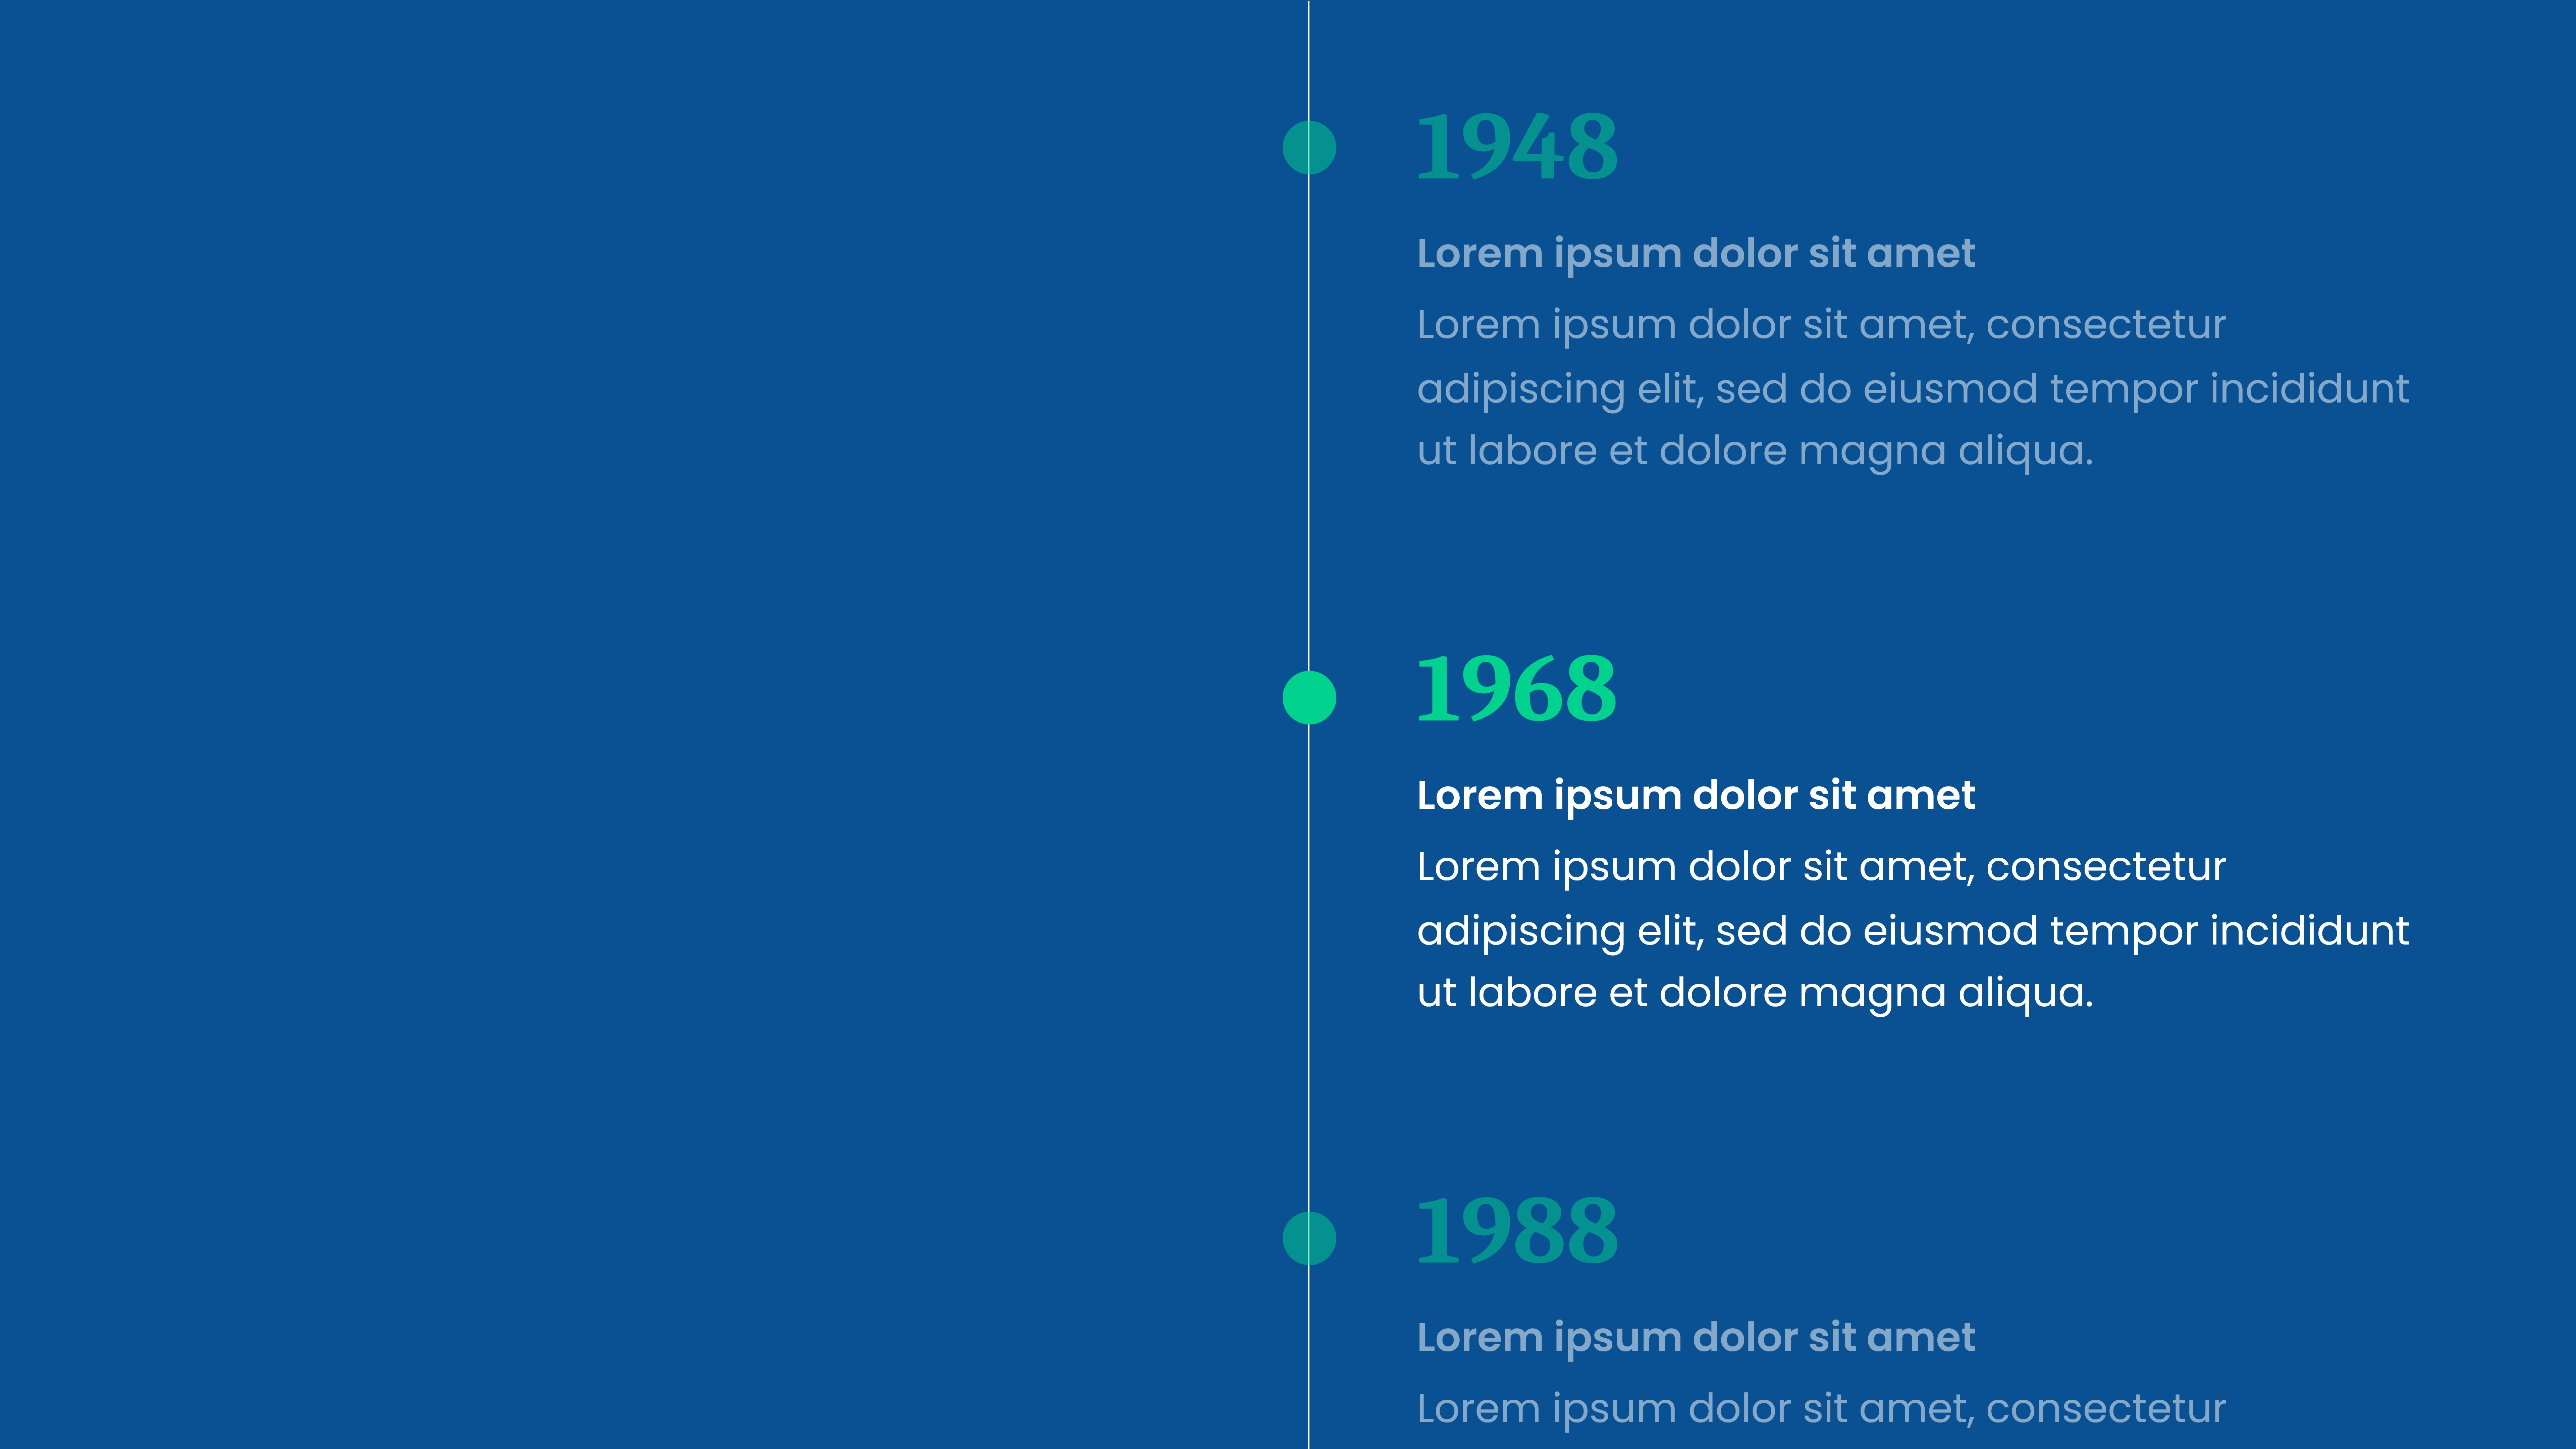 1948
Lorem ipsum dolor sit amet
Lorem ipsum dolor sit amet, consectetur
adipiscing elit, sed do eiusmod tempor incididunt
ut labore et dolore magna aliqua.
1968
Lorem ipsum dolor sit amet
Lorem ipsum dolor sit amet, consectetur
adipiscing elit, sed do eiusmod tempor incididunt
ut labore et dolore magna aliqua.
1988
Lorem ipsum dolor sit amet
Lorem ipsum dolor sit amet, consectetur